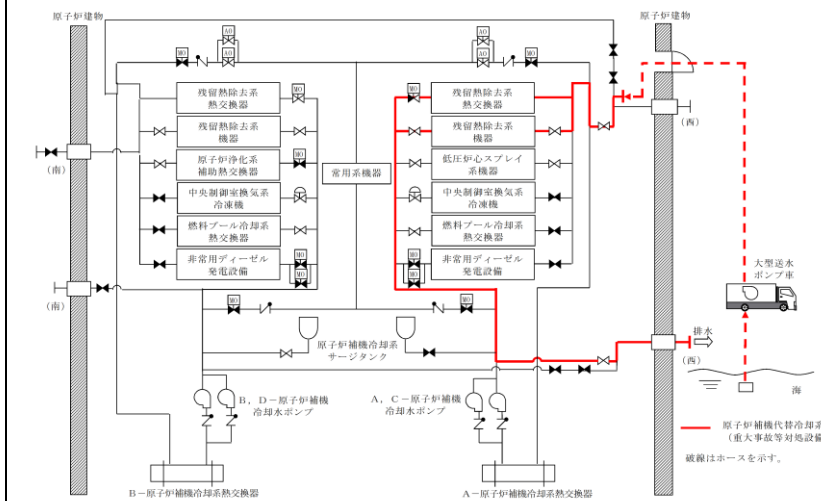 原子炉建物
原子炉建物
AO
AO
MO
AO
AO
MO
残留熱除去系
熱交換器
MO
MO
残留熱除去系
熱交換器
(西)
残留熱除去系
機器
残留熱除去系
機器
(南)
原子炉浄化系
補助熱交換器
MO
常用系機器
低圧炉心スプレイ
系機器
中央制御室換気系
冷凍機
中央制御室換気系
冷凍機
燃料プール冷却系
熱交換器
燃料プール冷却系
熱交換器
非常用ディーゼル
発電設備
MO
MO
MO
MO
非常用ディーゼル
発電設備
大型送水
ポンプ車
(南)
MO
MO
原子炉補機冷却系
サージタンク
排水
(西)
海
B,D-原子炉補機
冷却水ポンプ
A,C-原子炉補機
冷却水ポンプ
原子炉補機代替冷却系
(重大事故等対処設備
破線はホースを示す。
B-原子炉補機冷却系熱交換器
A-原子炉補機冷却系熱交換器